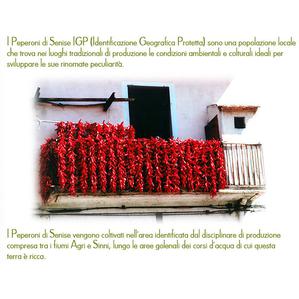 I Peperoni di Senise IGP (Identificazione Geografica Protetta) sono una popolazione locale
che trova nei luoghi tradizionali di produzione le condizioni ambientali e colturali ideali per
sviluppare le sue rinomate peculiarità.
I Peperoni di Senise vengono coltivati nell'area identificata dal disciplinare di produzione
compresa tra i fiumi Agri e Sinni, lungo le aree golenali dei corsi d'acqua di cui questa
terra è ricca.